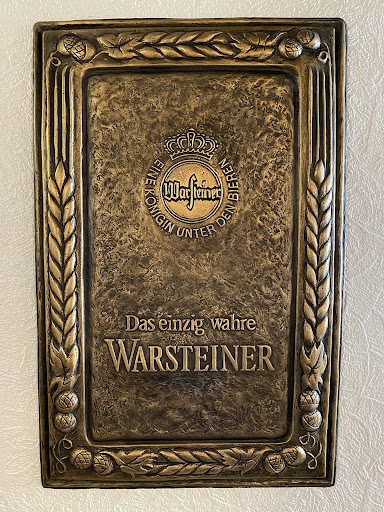 Warsteiner
EINE KÖNIGIN UNTER DEN BIEREN
Das einzig wahre
WARSTEINER